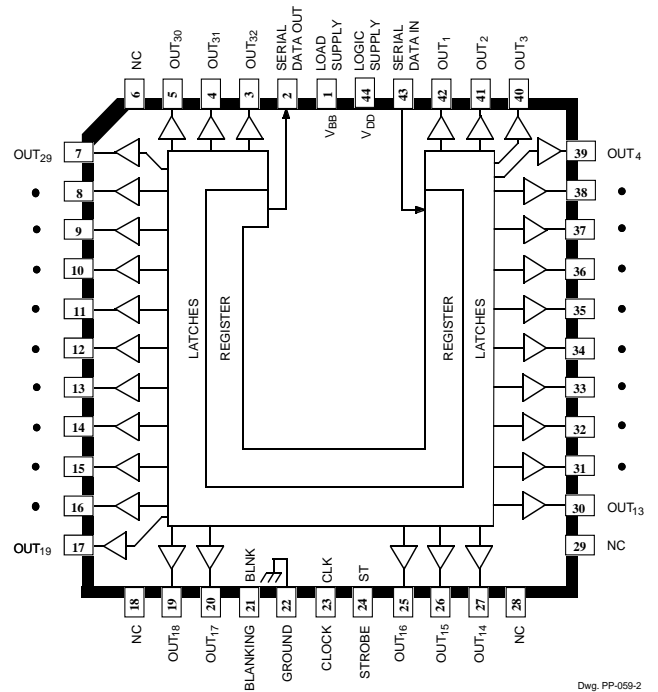 NC
OUT30
OUT31
OUT32
SERIAL
DATA OUT
LOAD
SUPPLY
LOGIC
SUPPLY
SERIAL
DATA IN
OUT1
OUT2
OUT3
6
5
4
3
2
1
44
43
42
41
40
VBB
VDD
OUT29
7
39
OUT4
8
38
9
37
10
36
11
35
12
34
13
33
14
32
15
31
16
30
OUT13
OUT19
17
29
NC
LATCHES
REGISTER
REGISTER
LATCHES
BLNK
CLK
ST
18
19
20
21
22
23
24
25
26
27
28
NC
OUT18
OUT17
BLANKING
GROUND
CLOCK
STROBE
OUT16
OUT15
OUT14
NC
Dwg. PP-059-2